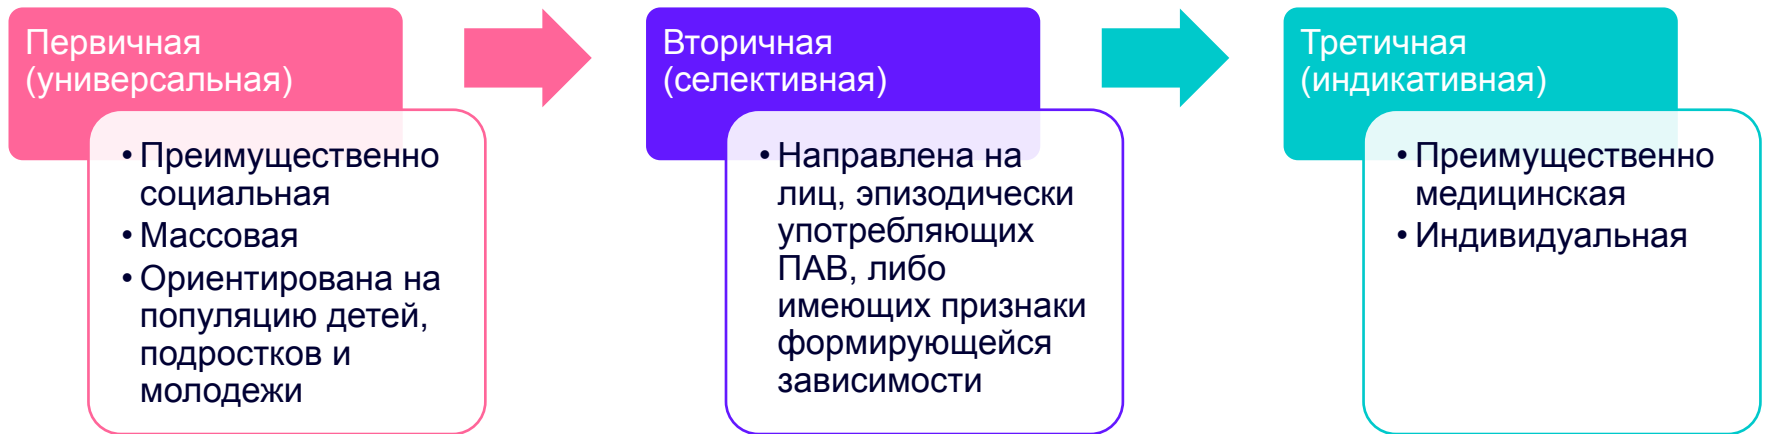 Первичная
(универсальная)
• Преимущественно
социальная
• Массовая
• Ориентирована на
популяцию детей,
подростков и
молодежи
Вторичная
(селективная)
• Направлена на
лиц, эпизодически
употребляющих
ПАВ, либо
имеющих признаки
формирующейся
зависимости
Третичная
(индикативная)
• Преимущественно
медицинская
• Индивидуальная